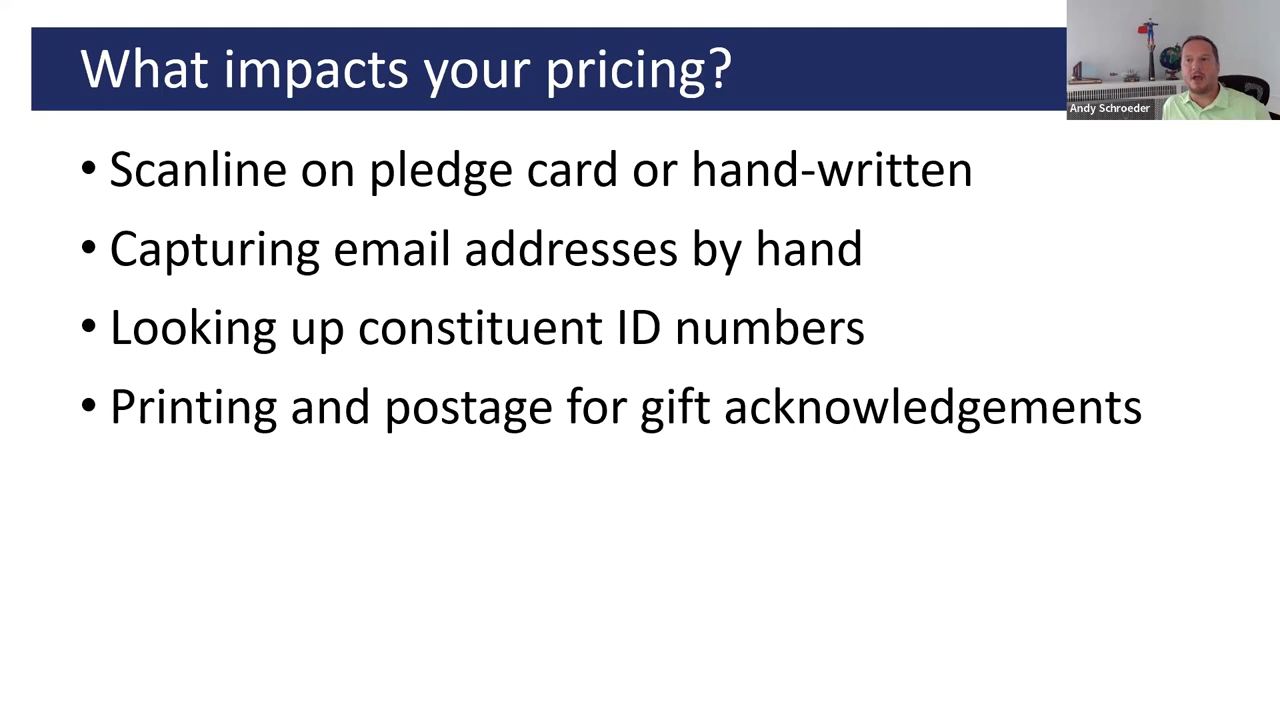 What impacts your pricing?
Andy Schroeder
• Scanline on pledge card or hand-written
• Capturing email addresses by hand
• Looking up constituent ID numbers
• Printing and postage for gift acknowledgements